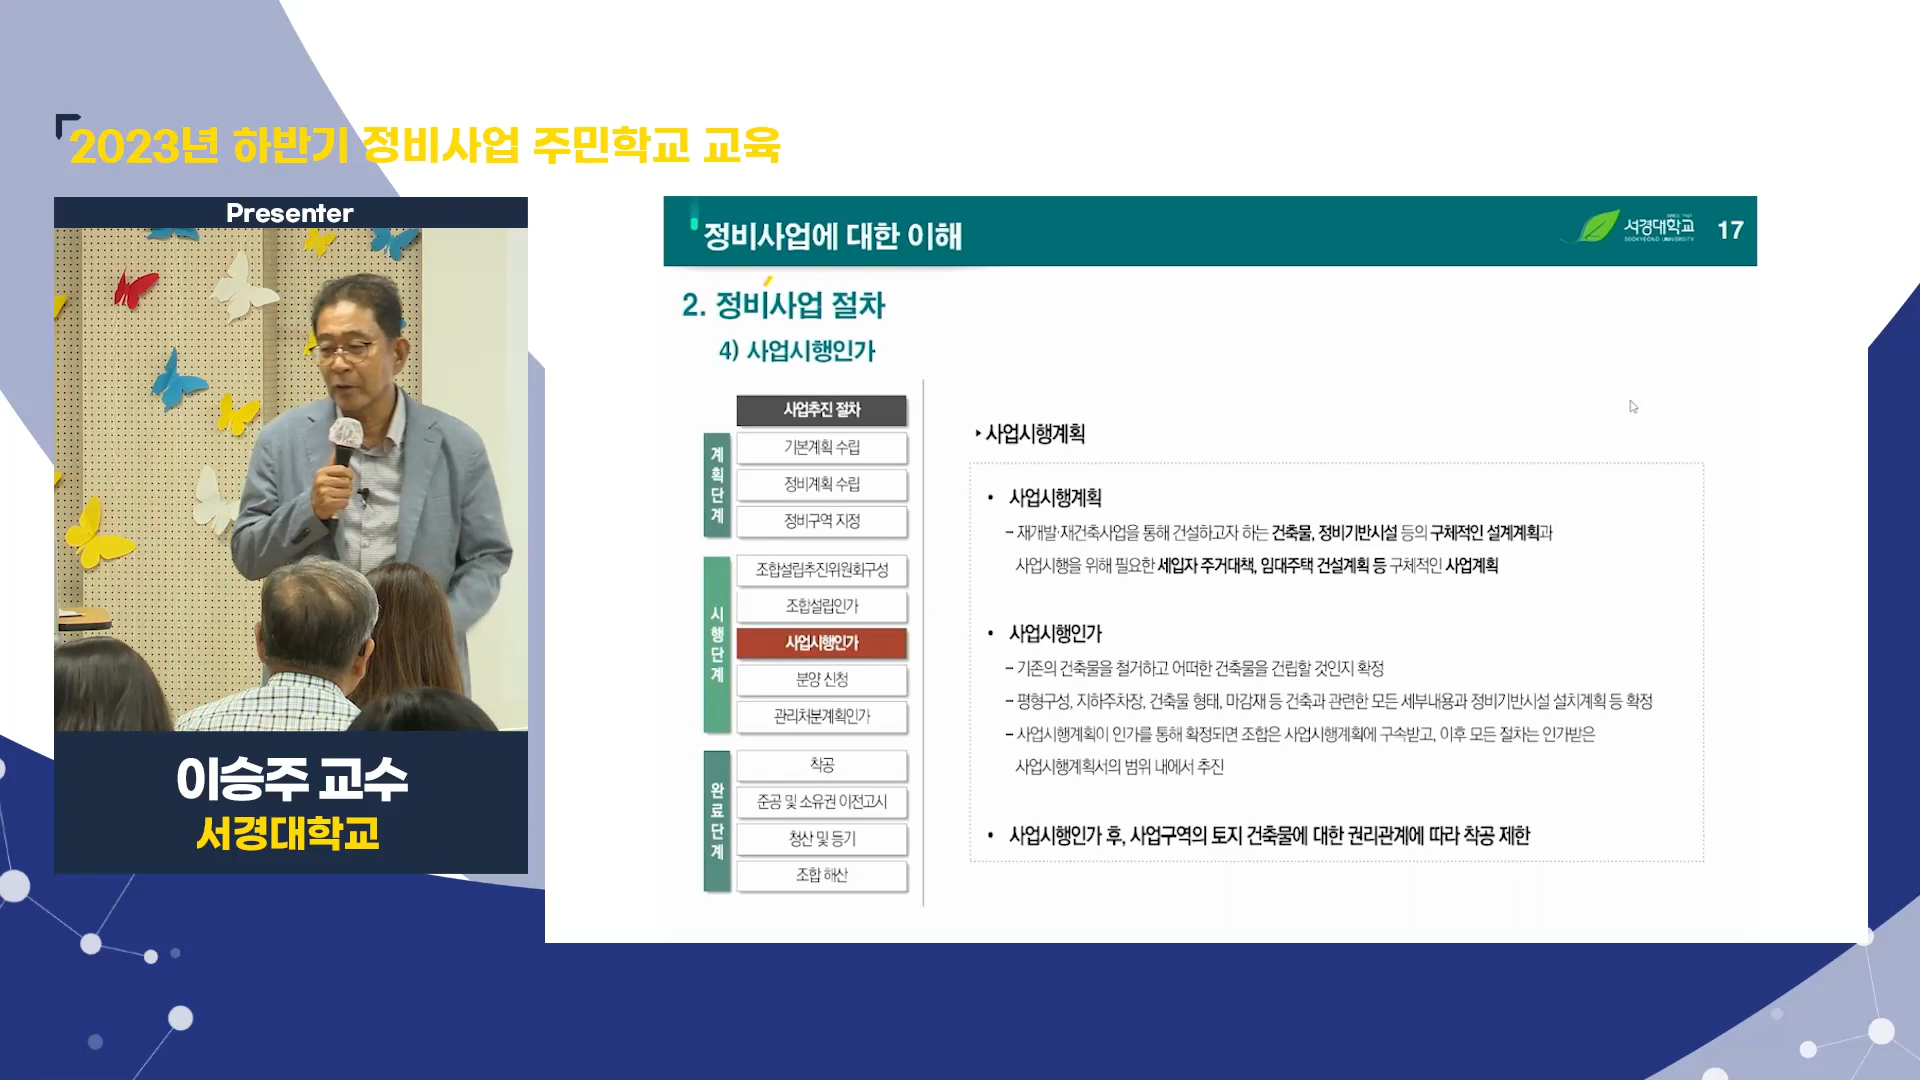 2023년 하반기 정비사업 주민학교 교육
Presenter
이승주 교수
서경대학교
정비사업에 대한 이해
서경대학교
SEOKYEONG UNIVERSITY
17
2. 정비사업 절차
4) 사업시행인가
사업추진 절차
계획단계
기본계획 수립
정비계획 수립
정비구역 지정
시행단계
조합설립추진위원회구성
조합설립인가
사업시행인가
분양 신청
관리처분계획인가
완료단계
착공
준공 및 소유권 이전고시
청산 및 등기
조합 해산
‣ 사업시행계획
• 사업시행계획
– 재개발·재건축사업을 통해 건설하고자 하는 건축물, 정비기반시설 등의 구체적인 설계계획과
사업시행을 위해 필요한 세입자 주거대책, 임대주택 건설계획 등 구체적인 사업계획
• 사업시행인가
– 기존의 건축물을 철거하고 어떠한 건축물을 건립할 것인지 확정
– 평형구성, 지하주차장, 건축물 형태, 마감재 등 건축과 관련한 모든 세부내용과 정비기반시설 설치계획 등 확정
– 사업시행계획이 인가를 통해 확정되면 조합은 사업시행계획에 구속받고, 이후 모든 절차는 인가받은
사업시행계획서의 범위 내에서 추진
• 사업시행인가 후, 사업구역의 토지 건축물에 대한 권리관계에 따라 착공 제한